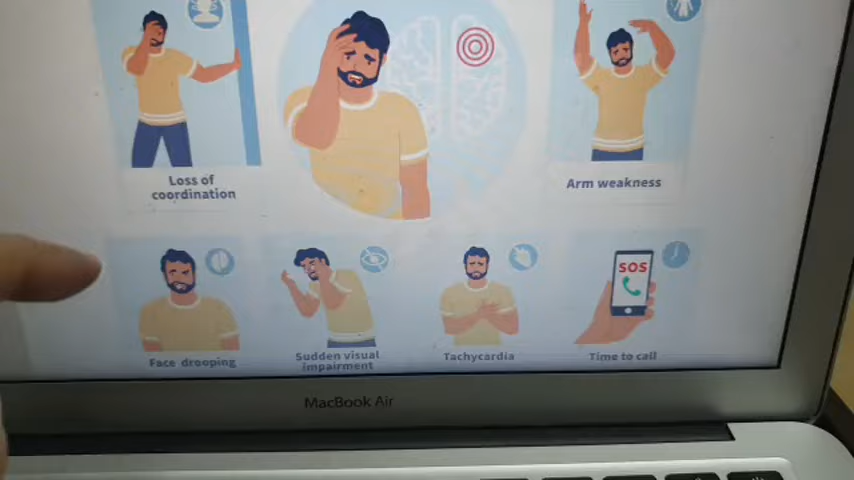 Loss of
coordination
Arm weakness
SOS
Face drooping
Sudden visual
impairment
Tachycardia
Time to call
MacBook Air